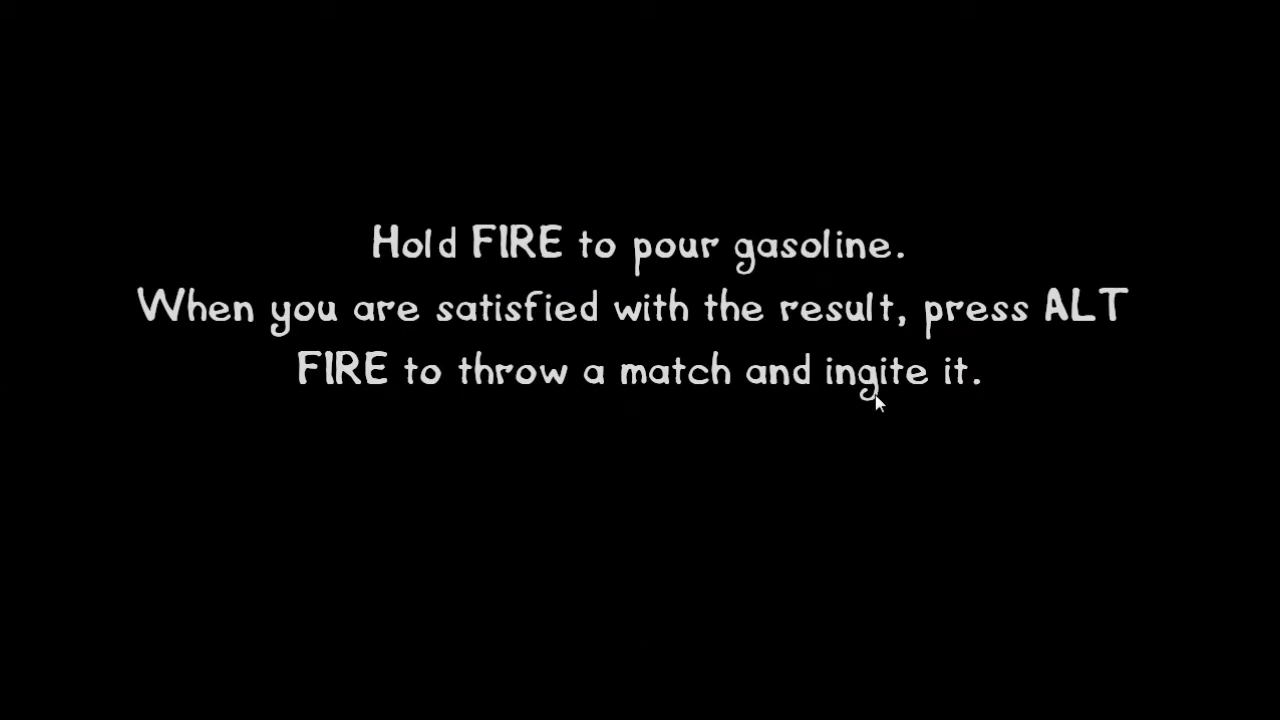 Hold FIRE to pour gasoline.
When you are satisfied with the result, press ALT
FIRE to throw a match and ingite it.